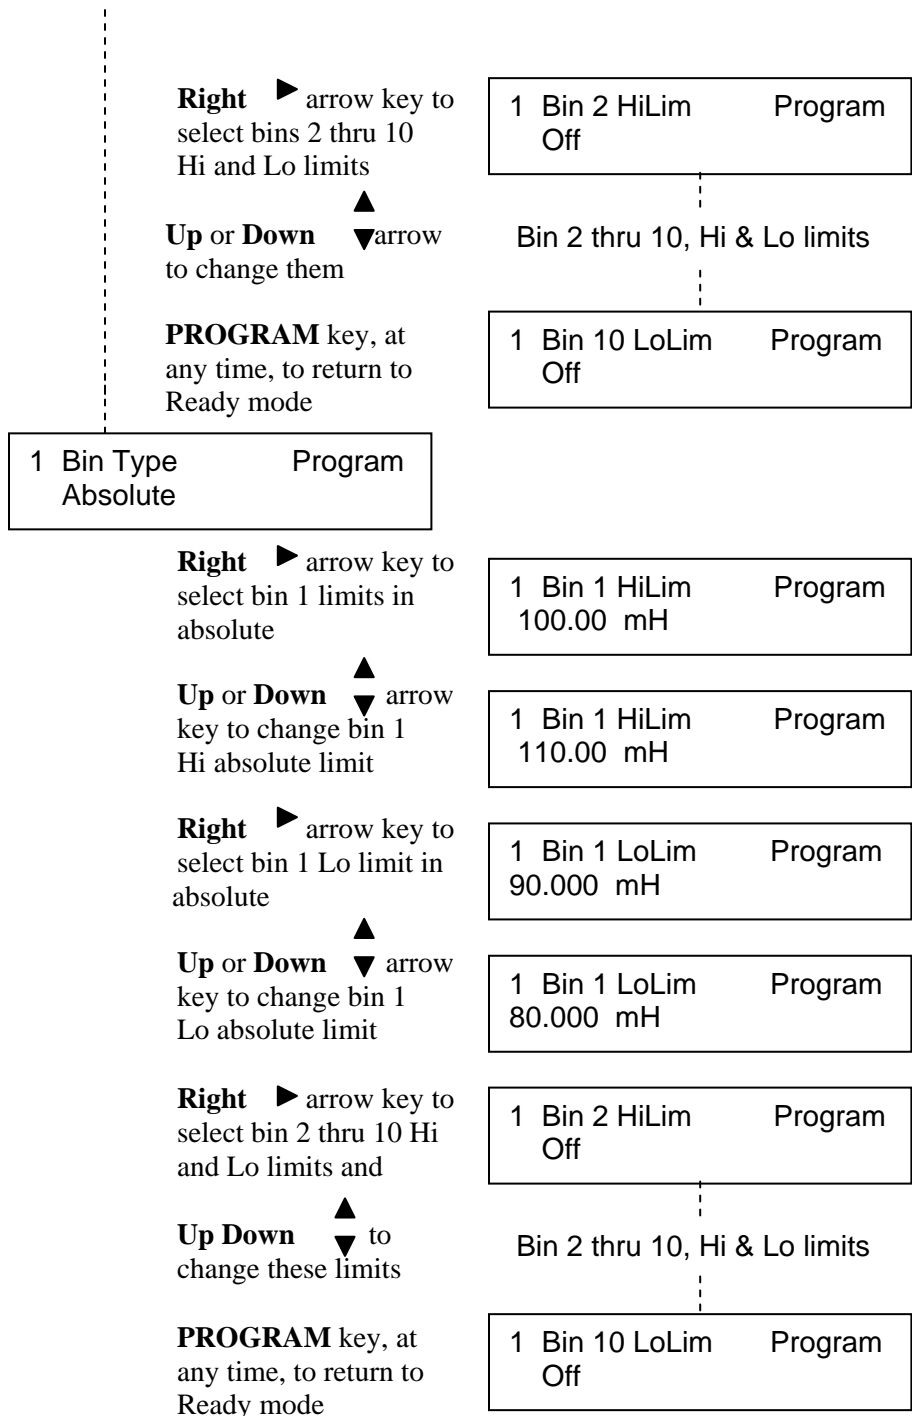 Right ▶ arrow key to
select bins 2 thru 10
Hi and Lo limits
1 Bin 2 HiLim Program
Off
▲
Up or Down ▼arrow
to change them
Bin 2 thru 10, Hi & Lo limits
PROGRAM key, at
any time, to return to
Ready mode
1 Bin 10 LoLim Program
Off
1 Bin Type Program
Absolute
Right ▶ arrow key to
select bin 1 limits in
absolute
1 Bin 1 HiLim Program
100.00 mH
▲
Up or Down ▼ arrow
key to change bin 1
Hi absolute limit
1 Bin 1 HiLim Program
110.00 mH
Right ▶ arrow key to
select bin 1 Lo limit in
absolute
1 Bin 1 LoLim Program
90.000 mH
▲
Up or Down ▼ arrow
key to change bin 1
Lo absolute limit
1 Bin 1 LoLim Program
80.000 mH
Right ▶ arrow key to
select bin 2 thru 10 Hi
and Lo limits and
1 Bin 2 HiLim Program
Off
▲
Up Down ▼ to
change these limits
Bin 2 thru 10, Hi & Lo limits
PROGRAM key, at
any time, to return to
Ready mode
1 Bin 10 LoLim Program
Off